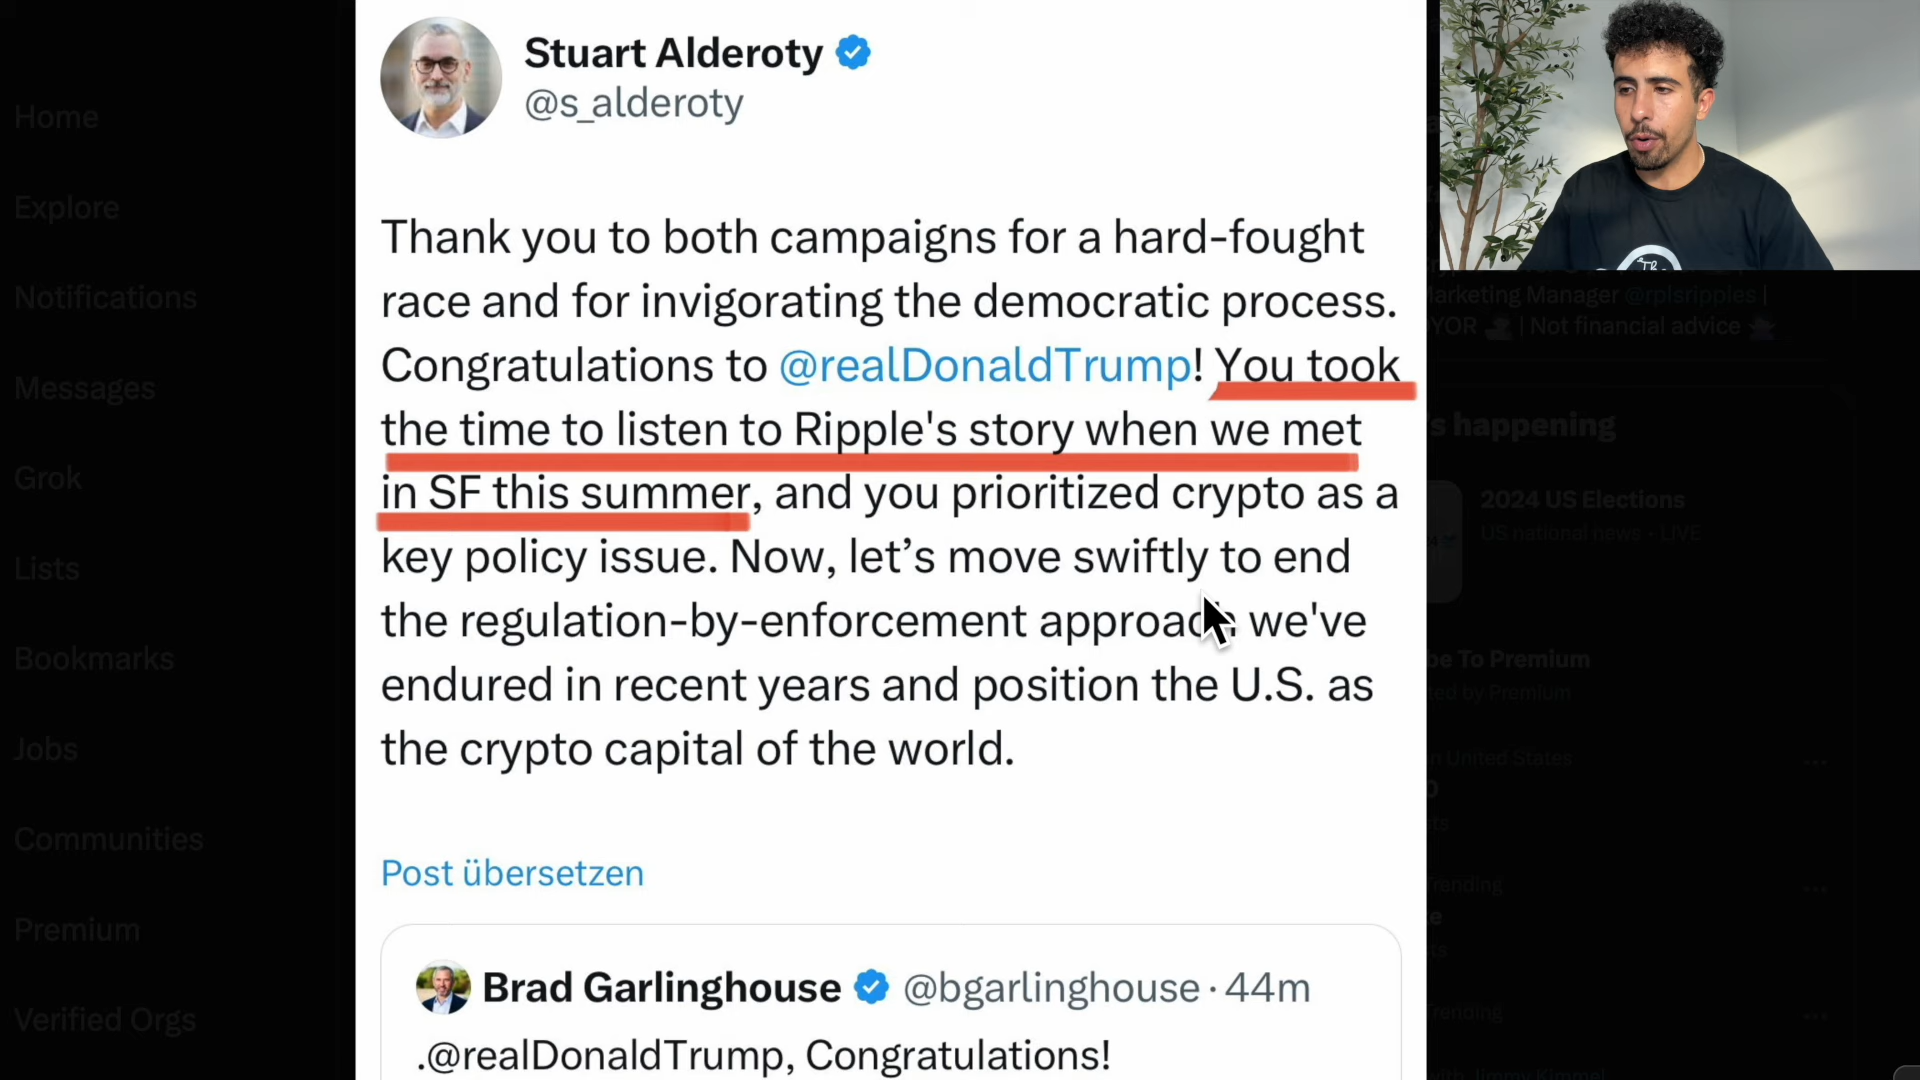 Home
Explore
Notifications
Messages
Grok
Lists
Bookmarks
Jobs
Communities
Premium
Verified Orgs
Stuart Alderoty
@s_alderoty
Thank you to both campaigns for a hard-fought
race and for invigorating the democratic process.
Congratulations to @realDonaldTrump! You took
the time to listen to Ripple's story when we met
in SF this summer, and you prioritized crypto as a
key policy issue. Now, let’s move swiftly to end
the regulation-by-enforcement approach we've
endured in recent years and position the U.S. as
the crypto capital of the world.
Post übersetzen
Brad Garlinghouse @bgarlinghouse · 44m
.@realDonaldTrump, Congratulations!
Marketing Manager @rplsripples |
| Not financial advice
happening
2024 US Elections
US national news · LIVE
To Premium
by Premium
United States
with Jimmy Kimmel